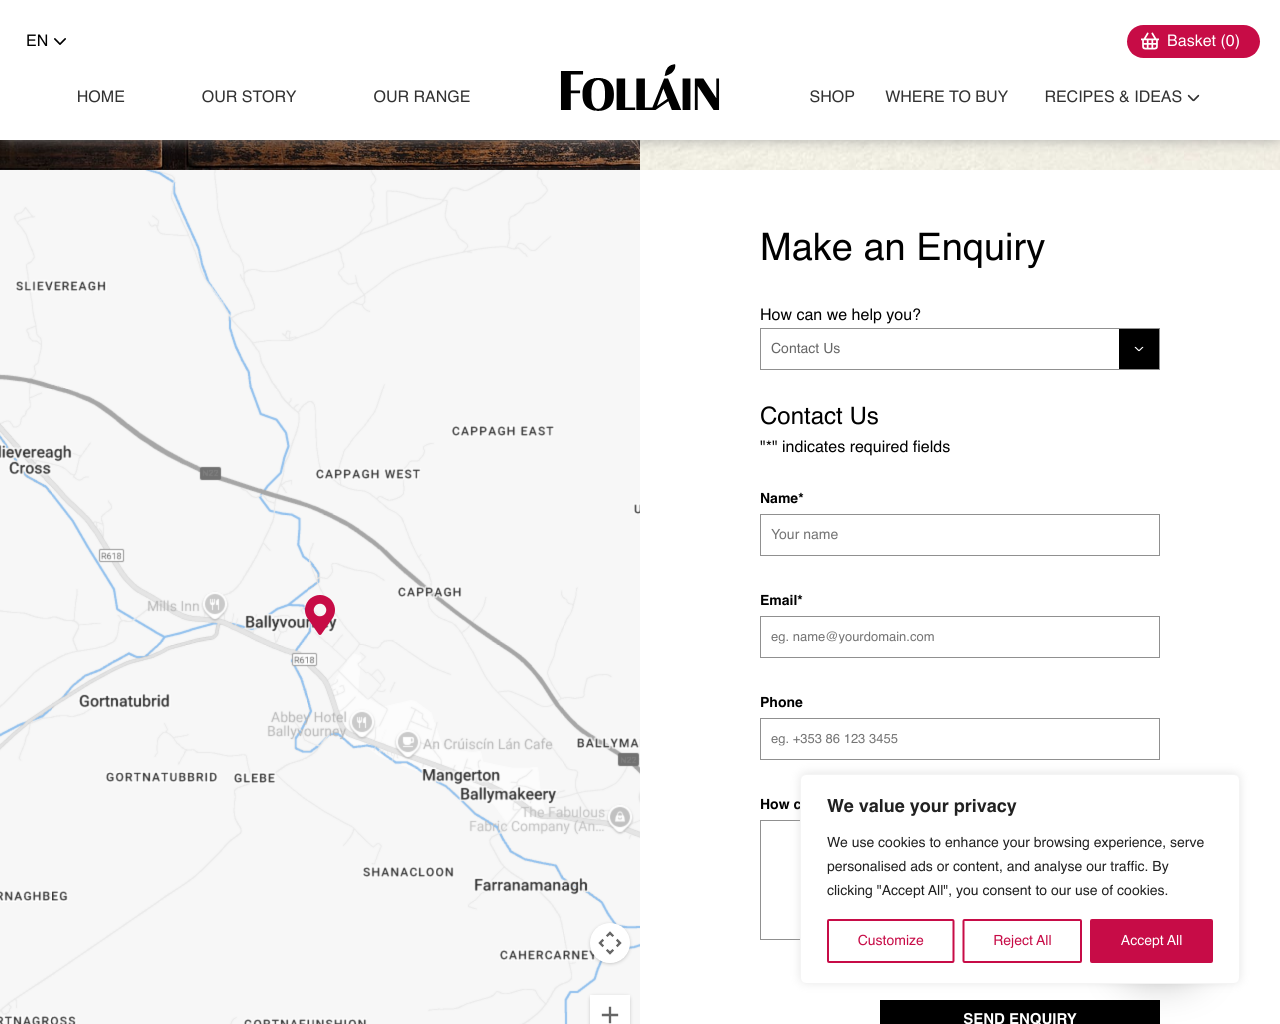 EN
Basket (0)
HOME
OUR STORY
OUR RANGE
FOLLÁIN
SHOP
WHERE TO BUY
RECIPES & IDEAS
SLIEVEREAGH
CAPPAGH EAST
lievereagh
Cross
CAPPAGH WEST
R618
CAPPAGH
Mills Inn
Ballyvourney
R618
Gortnatubrid
Abbey Hotel
Ballyvourney
An Crúiscín Lán Cafe
BALLYMA
GORTNATUBBRID
GLEBE
Mangerton
Ballymakeery
The Fabulous
Fabric Company (An...
SHANACLOON
Farranamanagh
RNAGHBEG
CAHERCARNEY
RTNAGROSS
GORTNAFUNSHION
Make an Enquiry
How can we help you?
Contact Us
Contact Us
"*" indicates required fields
Name*
Your name
Email*
eg. name@yourdomain.com
Phone
eg. +353 86 123 3455
How c
We value your privacy
We use cookies to enhance your browsing experience, serve
personalised ads or content, and analyse our traffic. By
clicking "Accept All", you consent to our use of cookies.
Customize
Reject All
Accept All
SEND ENQUIRY